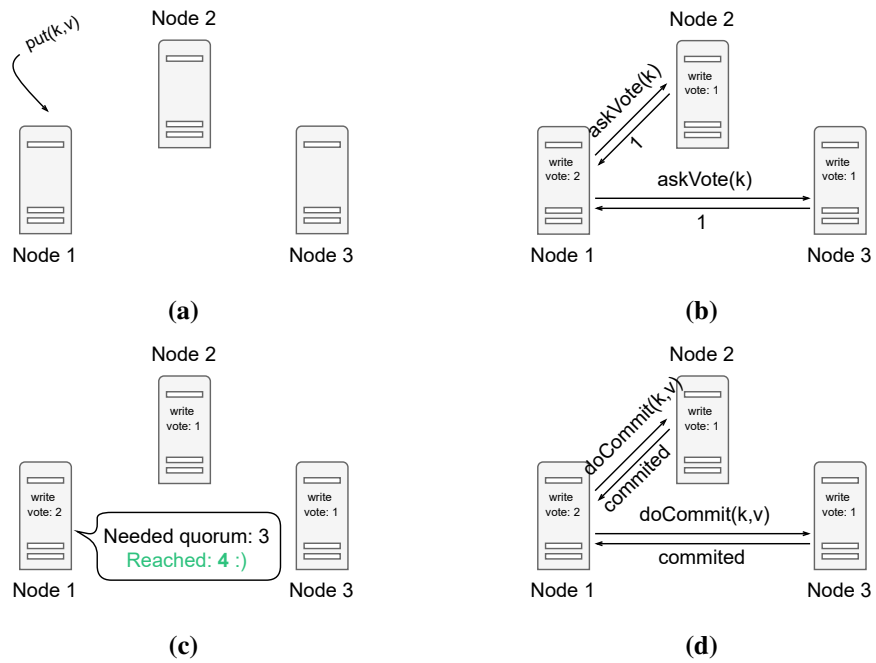 Node 2
put(k,v)
Node 1
Node 3
(a)
Node 2
write
vote: 1
askVote(k)
1
write
vote: 2
askVote(k)
1
write
vote: 1
Node 1
Node 3
(b)
Node 2
write
vote: 1
write
vote: 2
Needed quorum: 3
Reached: 4 :)
write
vote: 1
Node 1
Node 3
(c)
Node 2
write
vote: 1
doCommit(k,v)
commited
write
vote: 2
doCommit(k,v)
commited
write
vote: 1
Node 1
Node 3
(d)